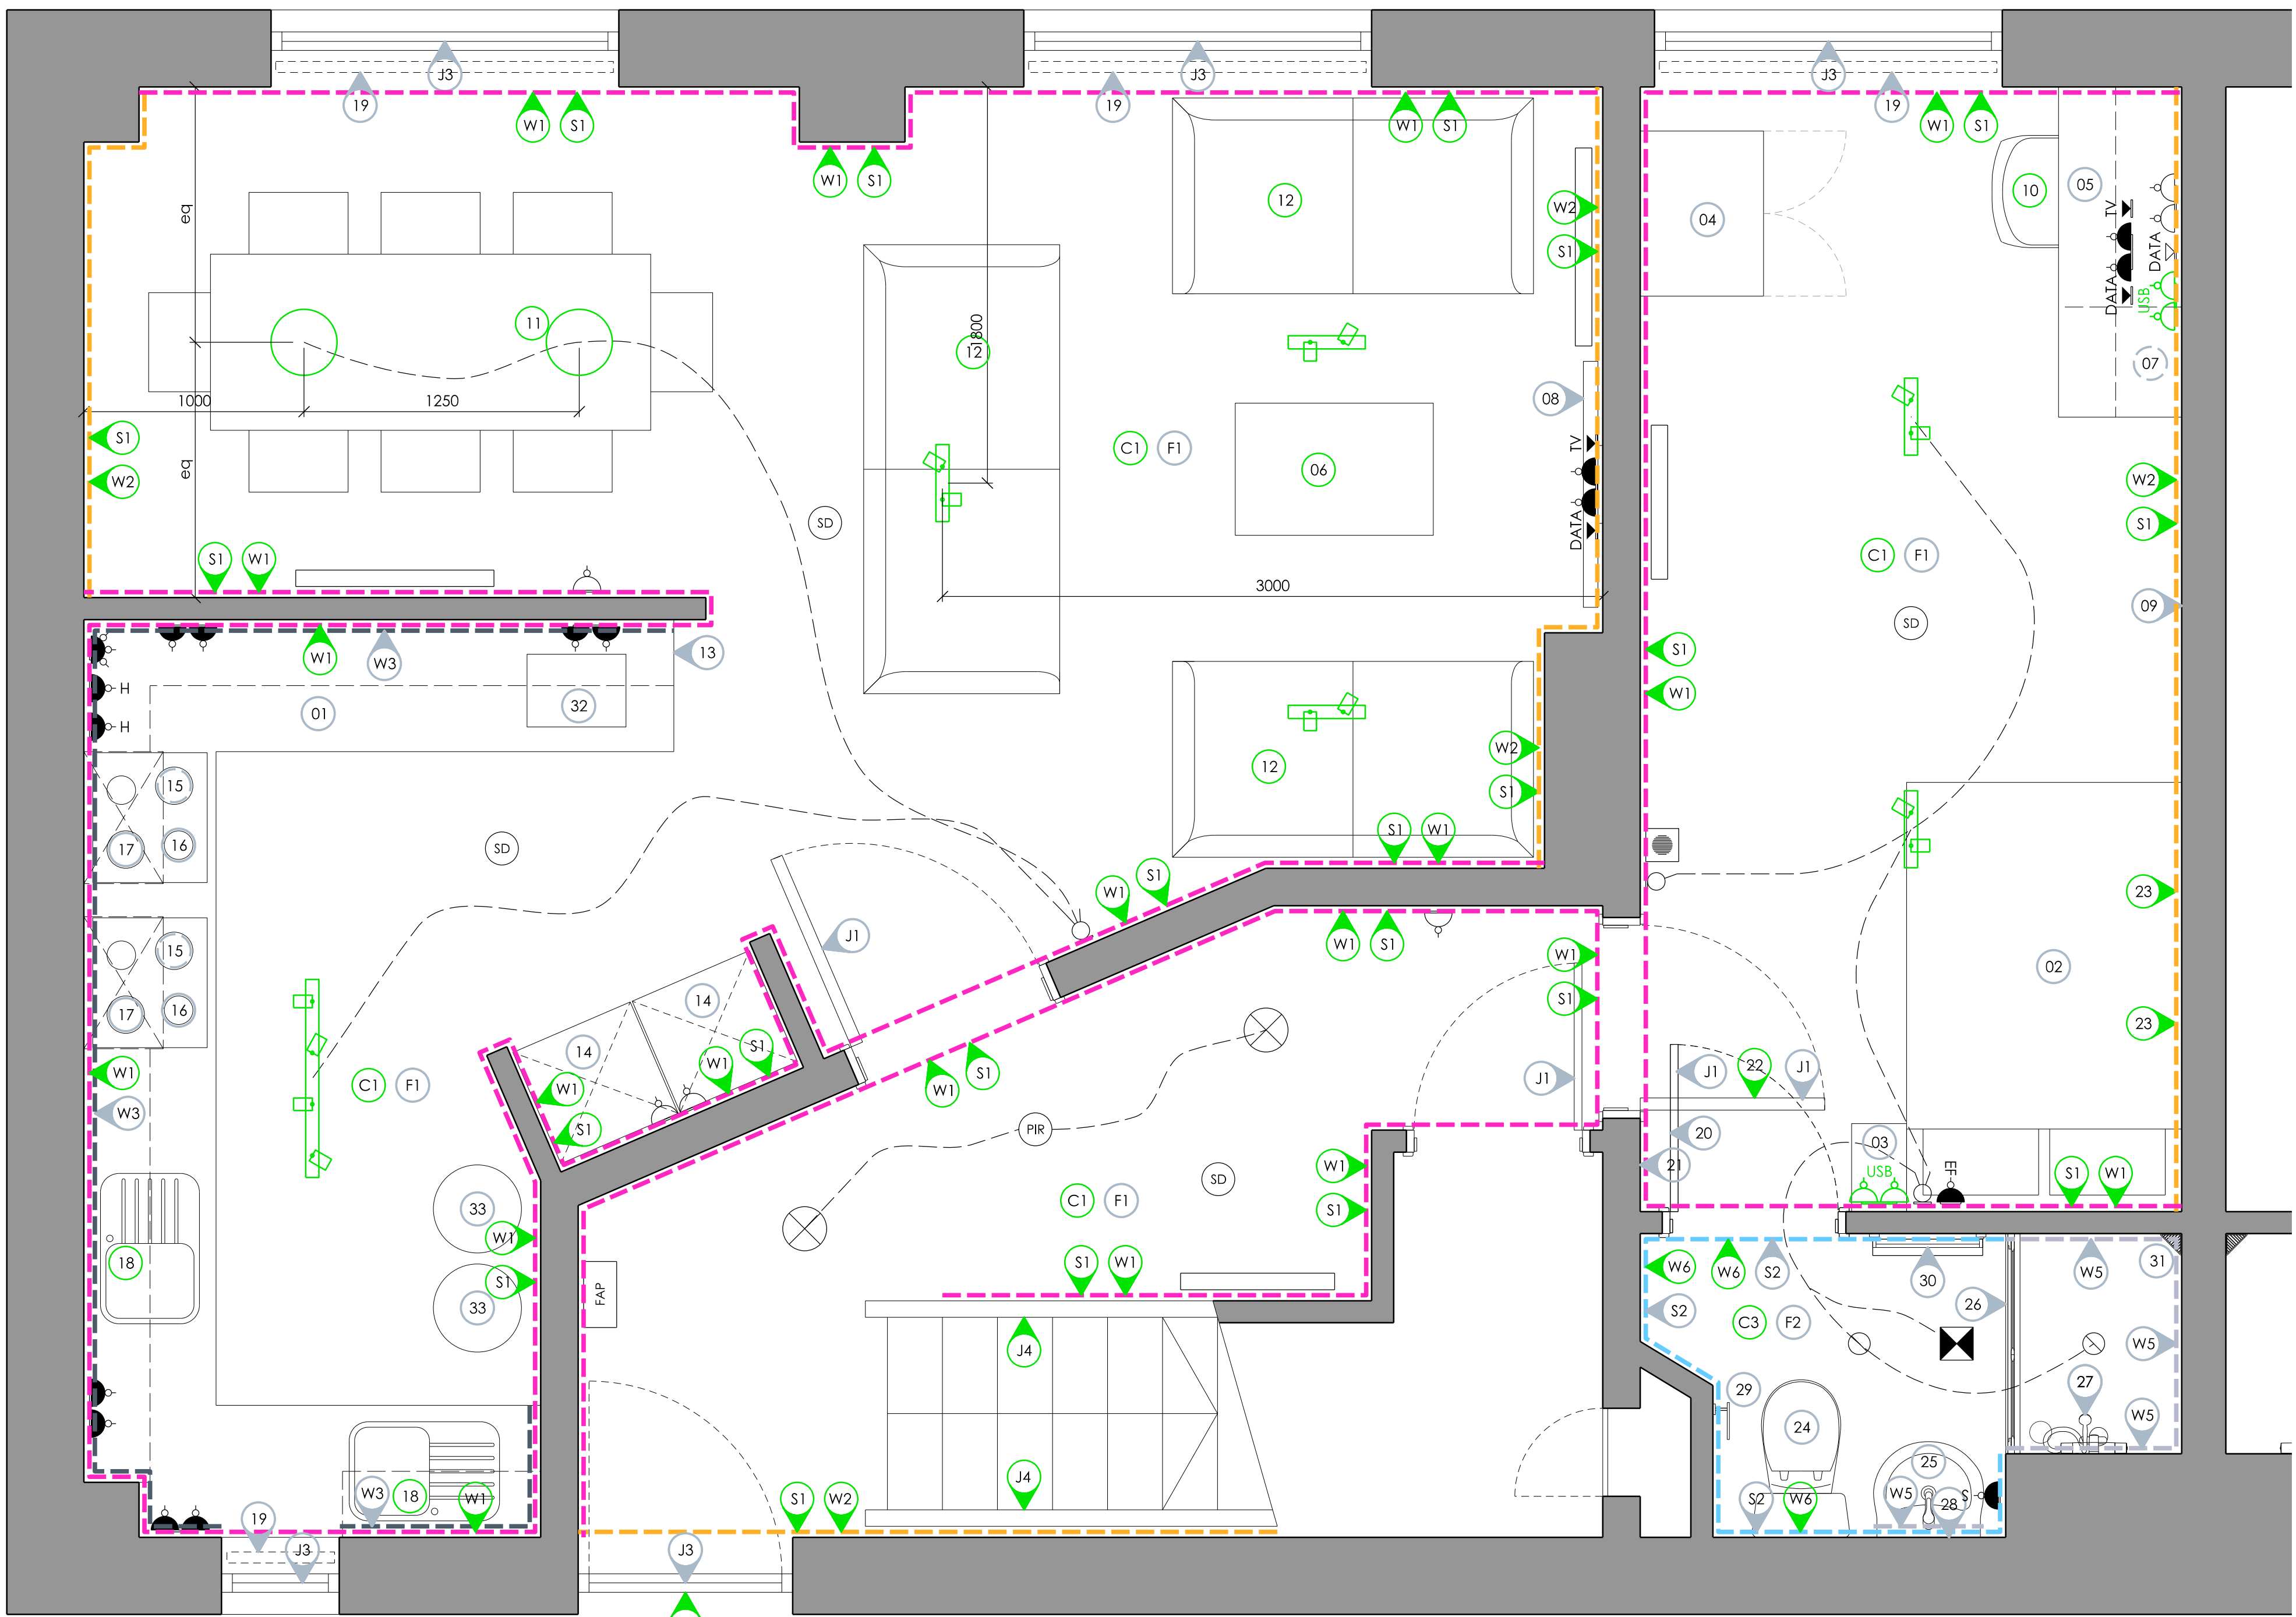 J3
J3
J3
19
19
19
W1
S1
W1
S1
W1
S1
W1
S1
12
W2
S1
04
10
05
TV
DATA
DATA
USB
07
eq
11
1800
12
1000
1250
08
C1
F1
06
TV
DATA
S1
W2
eq
SD
W2
S1
C1
F1
S1
W1
3000
09
SD
W1
W3
13
S1
W1
H
H
01
32
12
W2
S1
15
17
16
SD
S1
W1
W1
S1
23
J1
W1
S1
W1
S1
02
15
17
16
14
14
23
W1
S1
PIR
J1
J1
22
J1
W1
W3
C1
F1
W1
S1
W1
S1
20
W1
S1
SD
C1
F1
21
03
USB
EF
S1
W1
33
W1
S1
33
18
FAP
S1
W1
W6
W6
S2
30
W5
31
S2
C3
F2
26
W5
J4
29
27
24
W5
J4
25
W3
18
W1
S1
W2
S2
W6
W5
28
S
19
J3
J3